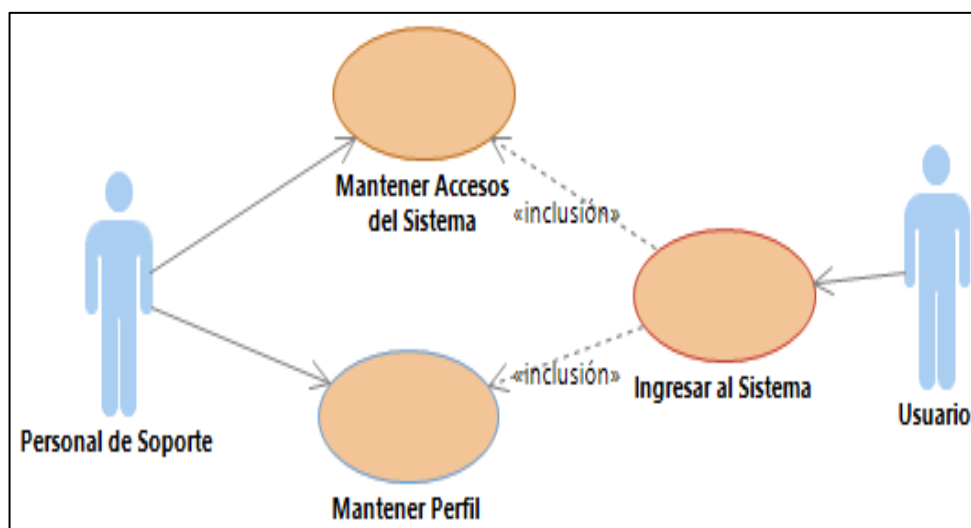 Mantener Accesos
del Sistema
«inclusión»
«inclusión»
Ingresar al Sistema
Usuario
Personal de Soporte
Mantener Perfil